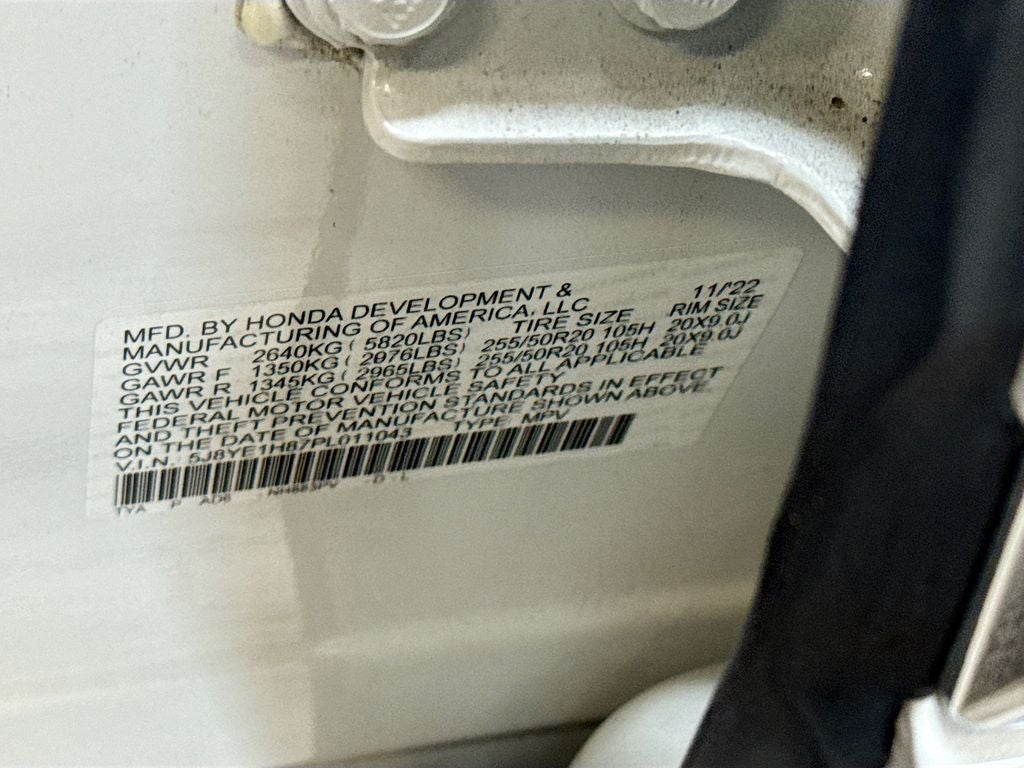 MFD. BY HONDA DEVELOPMENT & 11/'22
MANUFACTURING OF AMERICA, LLC
GVWR 2640KG ( 5820LBS) TIRE SIZE RIM SIZE
GAWR F 1350KG ( 2976LBS) 255/50R20 105H 20X9.0J
GAWR R 1345KG ( 2965LBS) 255/50R20 105H 20X9.0J
THIS VEHICLE CONFORMS TO ALL APPLICABLE
FEDERAL MOTOR VEHICLE SAFETY
AND THEFT PREVENTION STANDARDS IN EFFECT
ON THE DATE OF MANUFACTURE SHOWN ABOVE.
V.I.N.: 5J8YE1H87PL011043 TYPE: MPV
TYA P AD6 NH883PV D L